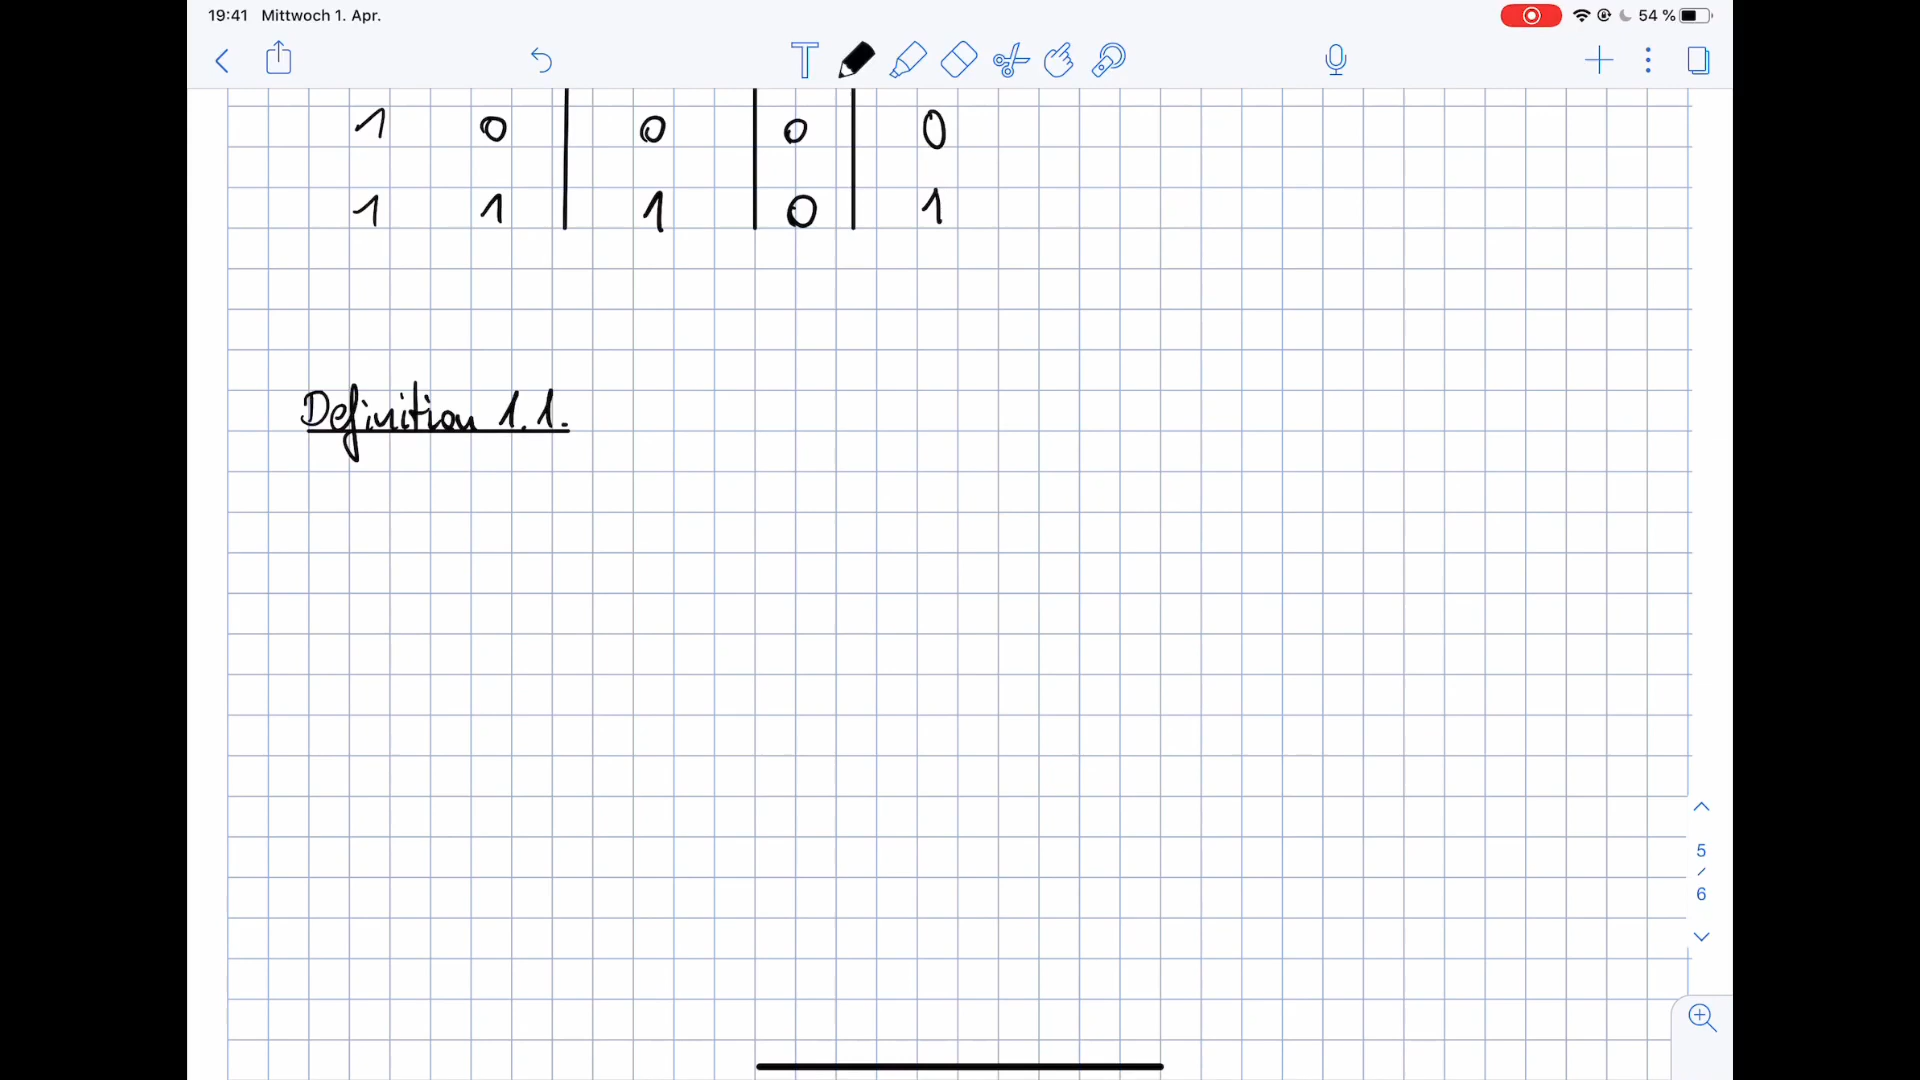 19:41 Mittwoch 1. Apr. 54 %
T
1 0 0 0 0
1 1 1 0 1
Definition 1.1.
5
/
6